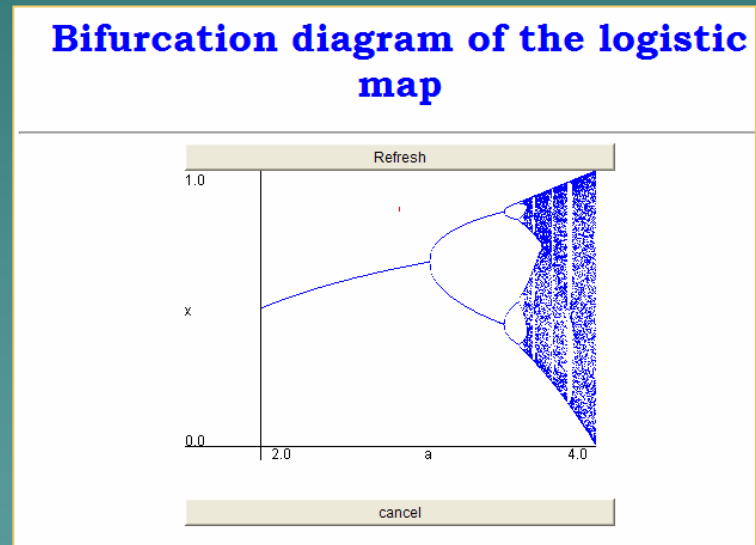 Bifurcation diagram of the logistic
map
Refresh
1.0
x
0.0
2.0 a 4.0
cancel